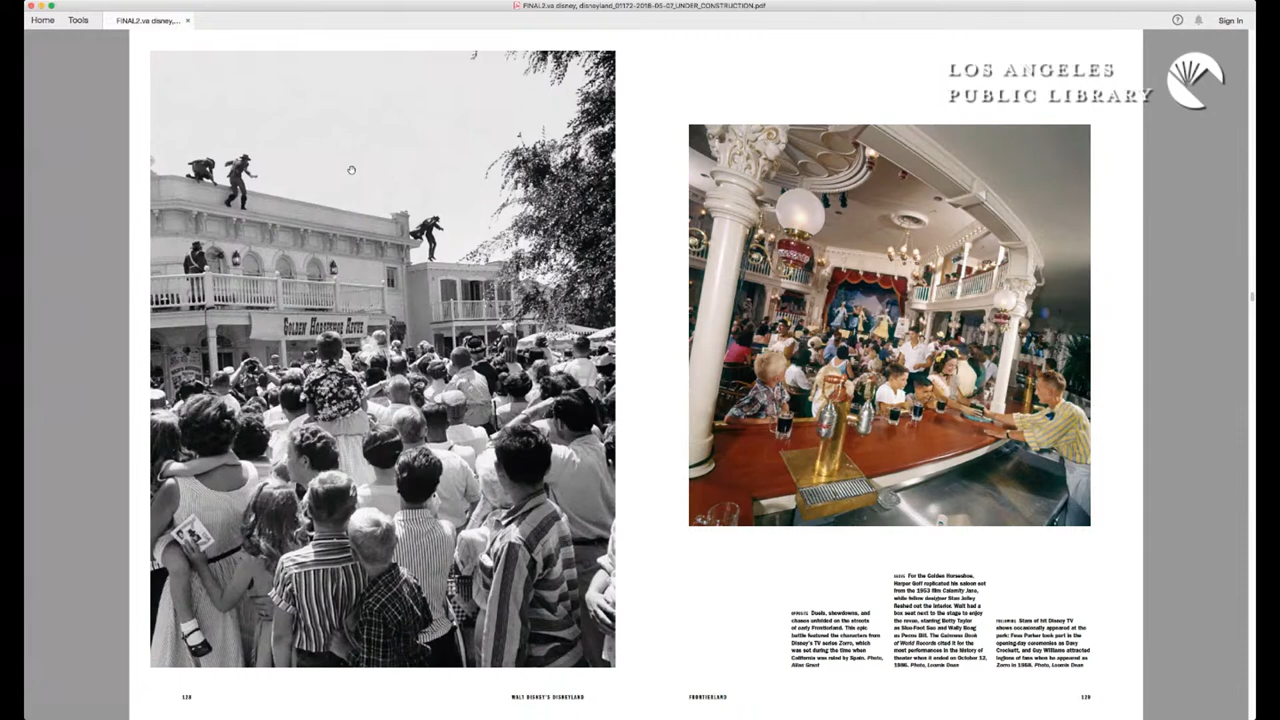 FINAL2.va disney, disneyland_01172-2018-05-07_UNDER_CONSTRUCTION.pdf
Home Tools FINAL2.va disney,... × Sign In
LOS ANGELES
PUBLIC LIBRARY
GOLDEN HORSESHOE REVUE
OPPOSITE Duels, showdowns, and
chases unfolded on the streets
of early Frontierland. This epic
battle featured the characters from
Disney's TV series Zorro, which
was set during the time when
California was ruled by Spain. Photo,
Allan Grant
ABOVE For the Golden Horseshoe,
Harper Goff replicated his saloon set
from the 1953 film Calamity Jane,
while fellow designer Stan Jolley
fleshed out the interior. Walt had a
box seat next to the stage to enjoy
the revue, starring Betty Taylor
as Slue-Foot Sue and Wally Boag
as Pecos Bill. The Guinness Book
of World Records cited it for the
most performances in the history of
theater when it ended on October 12,
1986. Photo, Loomis Dean
FOLLOWING Stars of hit Disney TV
shows occasionally appeared at the
park: Fess Parker took part in the
opening-day ceremonies as Davy
Crockett, and Guy Williams attracted
legions of fans when he appeared as
Zorro in 1958. Photo, Loomis Dean
128
WALT DISNEY'S DISNEYLAND
FRONTIERLAND
129